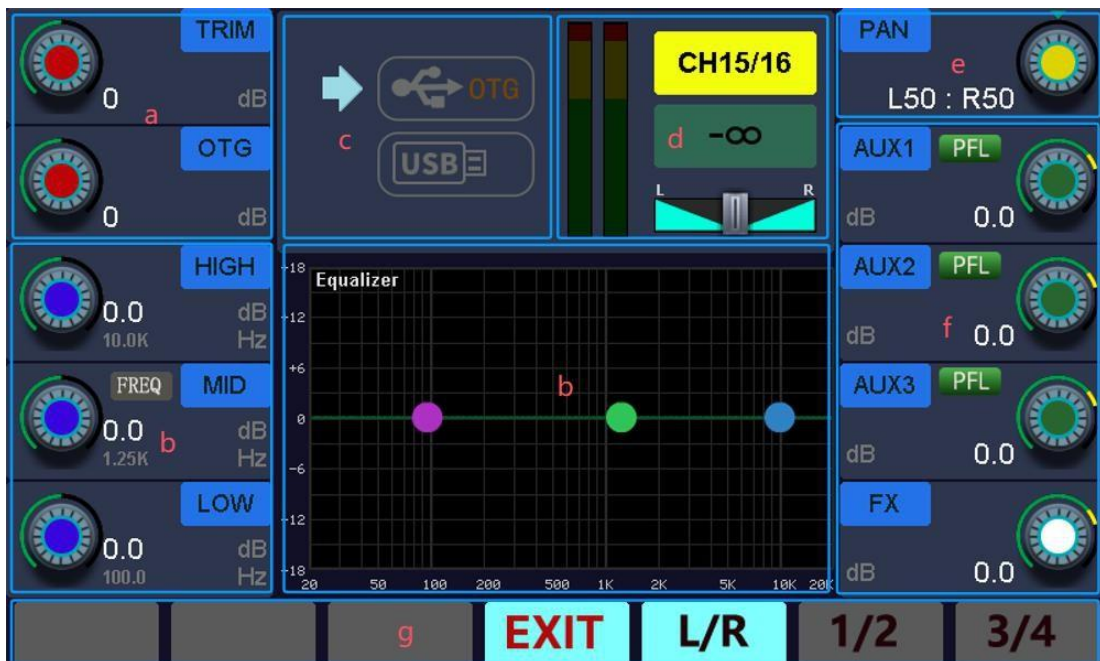 TRIM
0
dB
a
OTG
0
dB
HIGH
0.0
dB
10.0K
Hz
FREQ
MID
0.0
dB
b
1.25K
Hz
LOW
0.0
dB
100.0
Hz
OTG
c
USB
CH15/16
d
-∞
L
R
PAN
e
L50 : R50
AUX1
PFL
dB
0.0
AUX2
PFL
f
dB
0.0
AUX3
PFL
dB
0.0
FX
dB
0.0
Equalizer
+18
+12
+6
b
0
-6
-12
-18
20 50 100 200 500 1K 2K 5K 10K 20K
g
EXIT
L/R
1/2
3/4